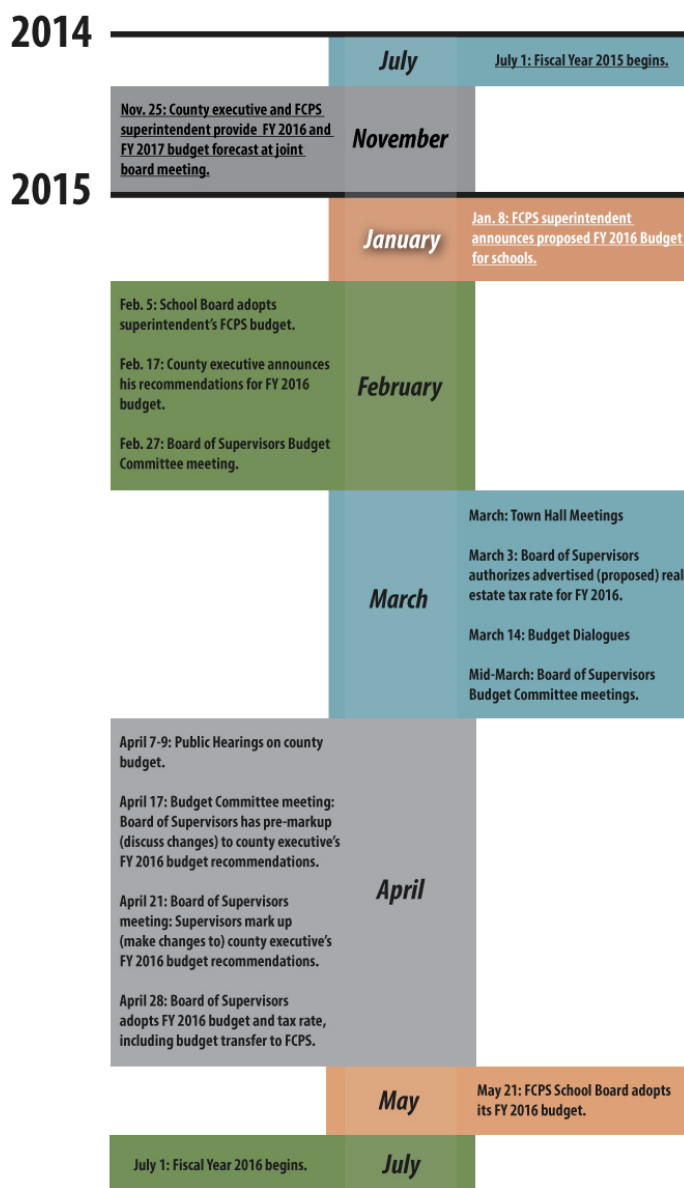 2014
July
July 1: Fiscal Year 2015 begins.
Nov. 25: County executive and FCPS
superintendent provide FY 2016 and
FY 2017 budget forecast at joint
board meeting.
November
2015
January
Jan. 8: FCPS superintendent
announces proposed FY 2016 Budget
for schools.
Feb. 5: School Board adopts
superintendent's FCPS budget.
Feb. 17: County executive announces
his recommendations for FY 2016
budget.
Feb. 27: Board of Supervisors Budget
Committee meeting.
February
March
March: Town Hall Meetings
March 3: Board of Supervisors
authorizes advertised (proposed) real
estate tax rate for FY 2016.
March 14: Budget Dialogues
Mid-March: Board of Supervisors
Budget Committee meetings.
April 7-9: Public Hearings on county
budget.
April 17: Budget Committee meeting:
Board of Supervisors has pre-markup
(discuss changes) to county executive's
FY 2016 budget recommendations.
April 21: Board of Supervisors
meeting: Supervisors mark up
(make changes to) county executive's
FY 2016 budget recommendations.
April 28: Board of Supervisors
adopts FY 2016 budget and tax rate,
including budget transfer to FCPS.
April
May
May 21: FCPS School Board adopts
its FY 2016 budget.
July 1: Fiscal Year 2016 begins.
July